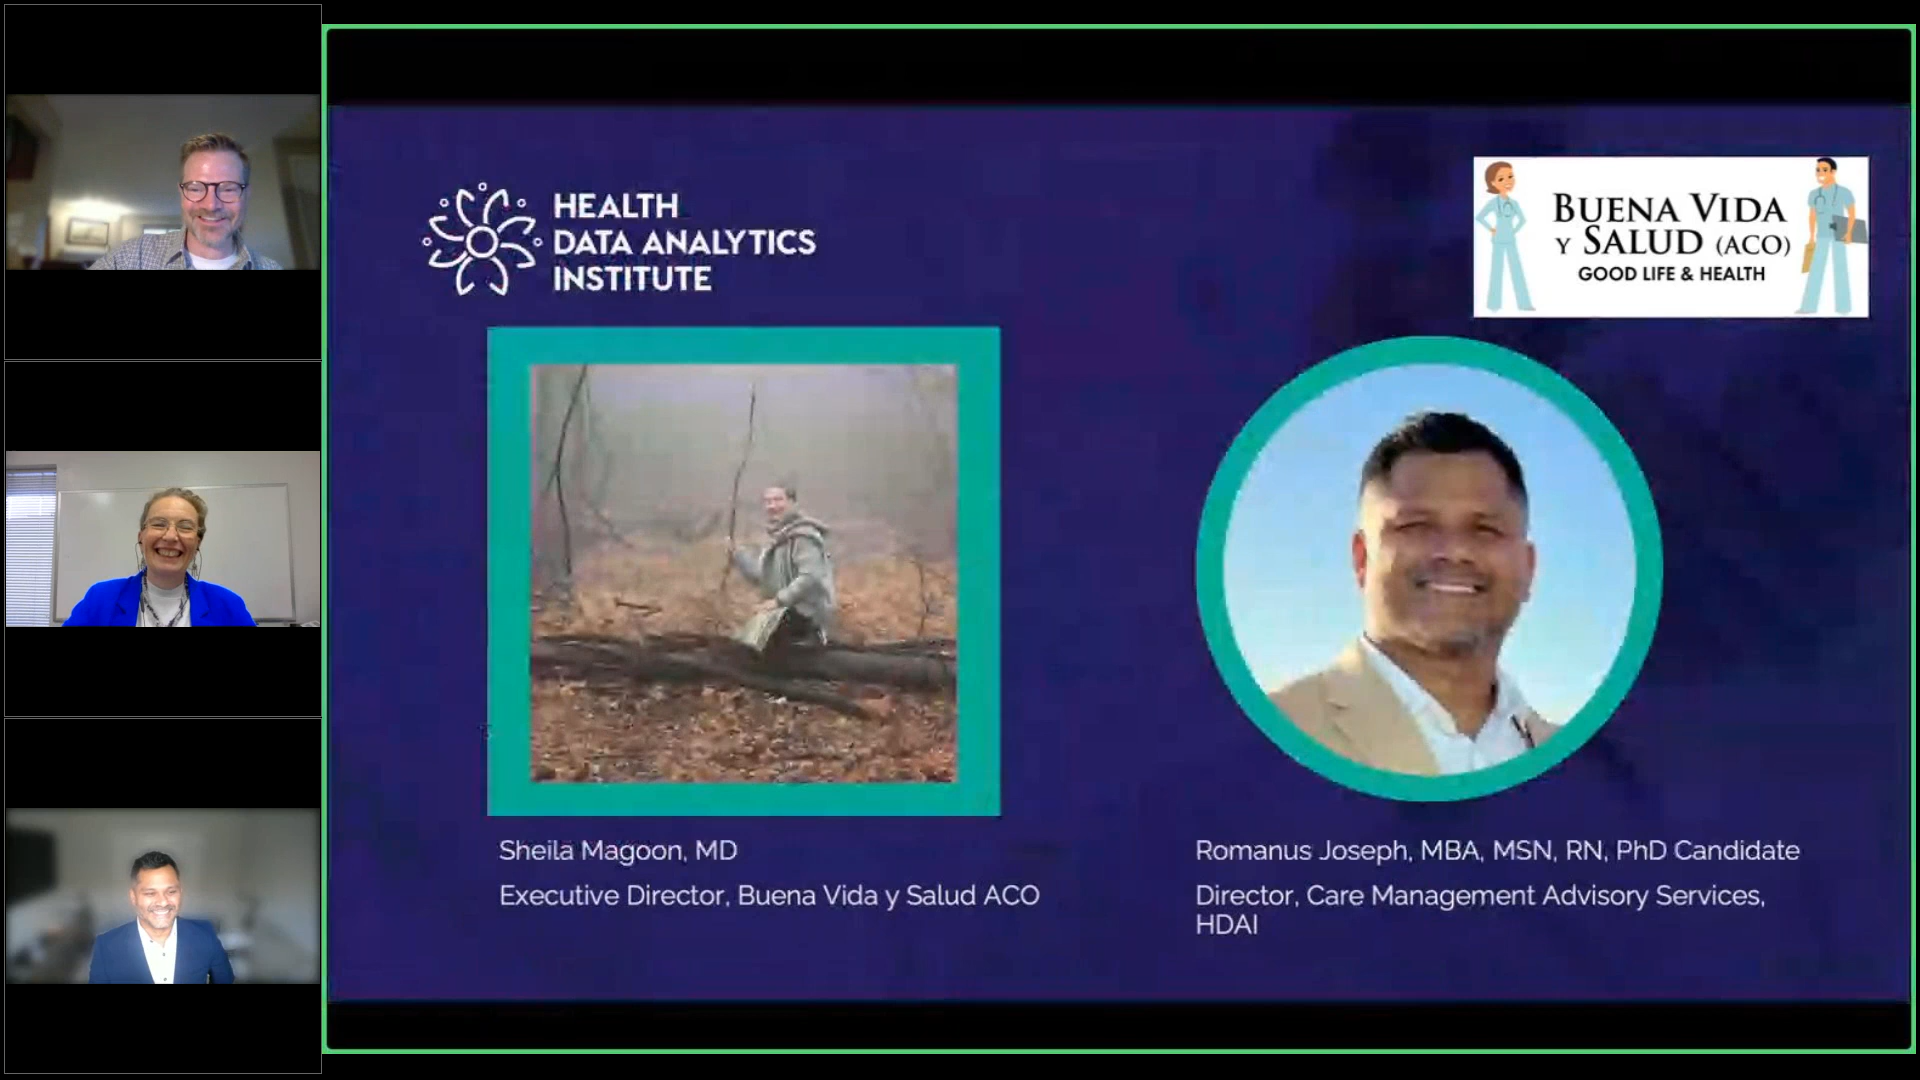 HEALTH
DATA ANALYTICS
INSTITUTE
BUENA VIDA
Y SALUD (ACO)
GOOD LIFE & HEALTH
Sheila Magoon, MD
Executive Director, Buena Vida y Salud ACO
Romanus Joseph, MBA, MSN, RN, PhD Candidate
Director, Care Management Advisory Services,
HDAI